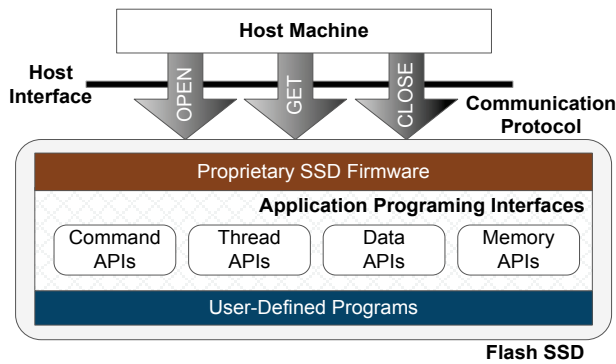 Host Machine
Host
Interface
OPEN
GET
CLOSE
Communication
Protocol
Proprietary SSD Firmware
Application Programing Interfaces
Command
APIs
Thread
APIs
Data
APIs
Memory
APIs
User-Defined Programs
Flash SSD